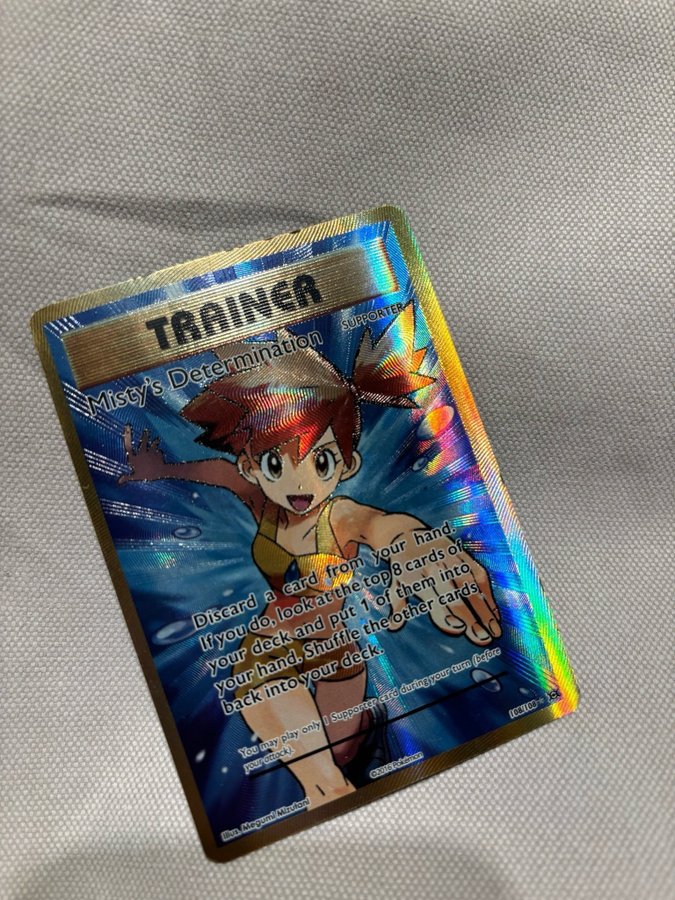 TRAINER
SUPPORTER
Misty's Determination
Discard a card from your hand.
If you do, look at the top 8 cards of
your deck and put 1 of them into
your hand. Shuffle the other cards
back into your deck.
You may play only 1 Supporter card during your turn (before
your attack).
©2016 Pokémon
Illus. Megumi Mizutani
108/108